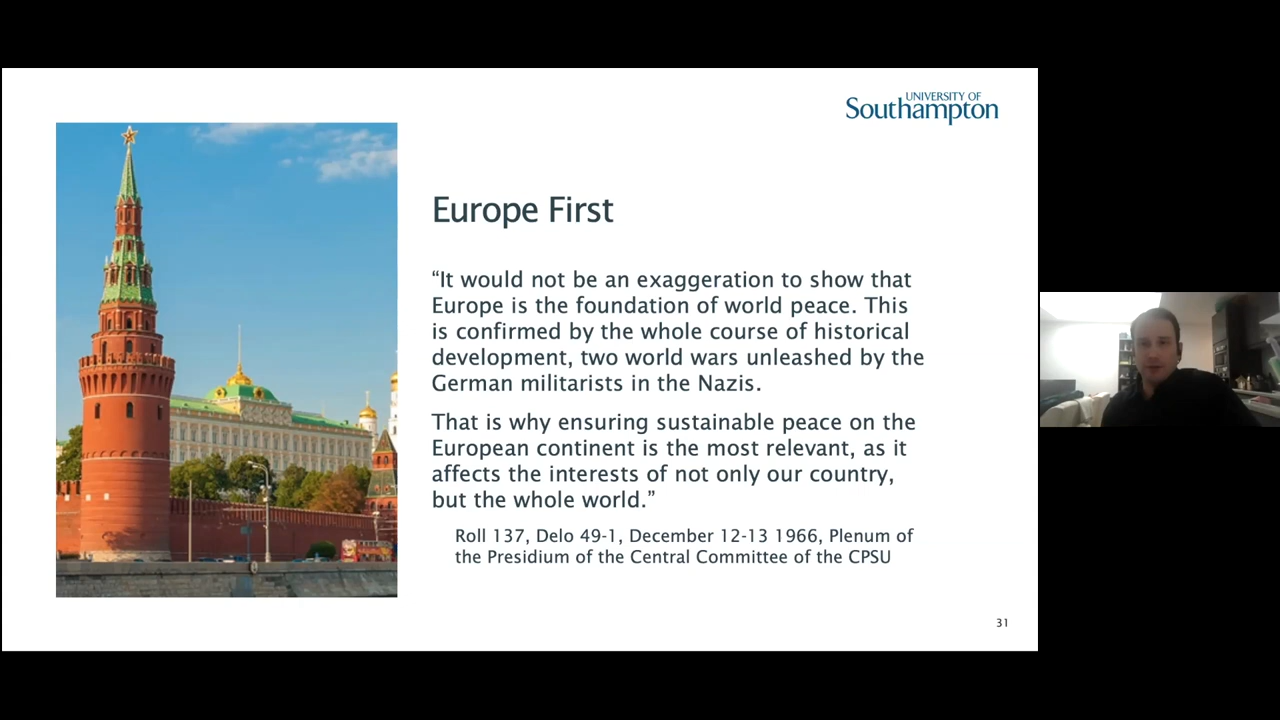 UNIVERSITY OF
Southampton
Europe First
“It would not be an exaggeration to show that
Europe is the foundation of world peace. This
is confirmed by the whole course of historical
development, two world wars unleashed by the
German militarists in the Nazis.
That is why ensuring sustainable peace on the
European continent is the most relevant, as it
affects the interests of not only our country,
but the whole world.”
Roll 137, Delo 49-1, December 12-13 1966, Plenum of
the Presidium of the Central Committee of the CPSU
31